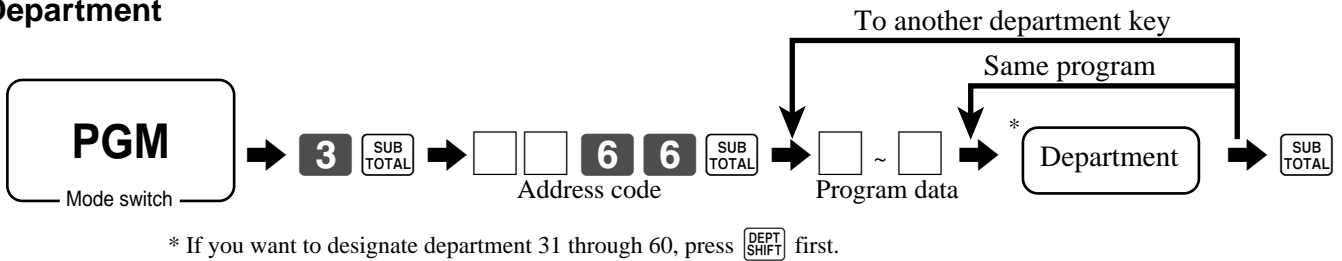 Department
To another department key
Same program
PGM
Mode switch
3 SUB TOTAL
6 6 SUB TOTAL
Address code
~
Program data
* Department
SUB TOTAL
* If you want to designate department 31 through 60, press DEPT SHIFT first.